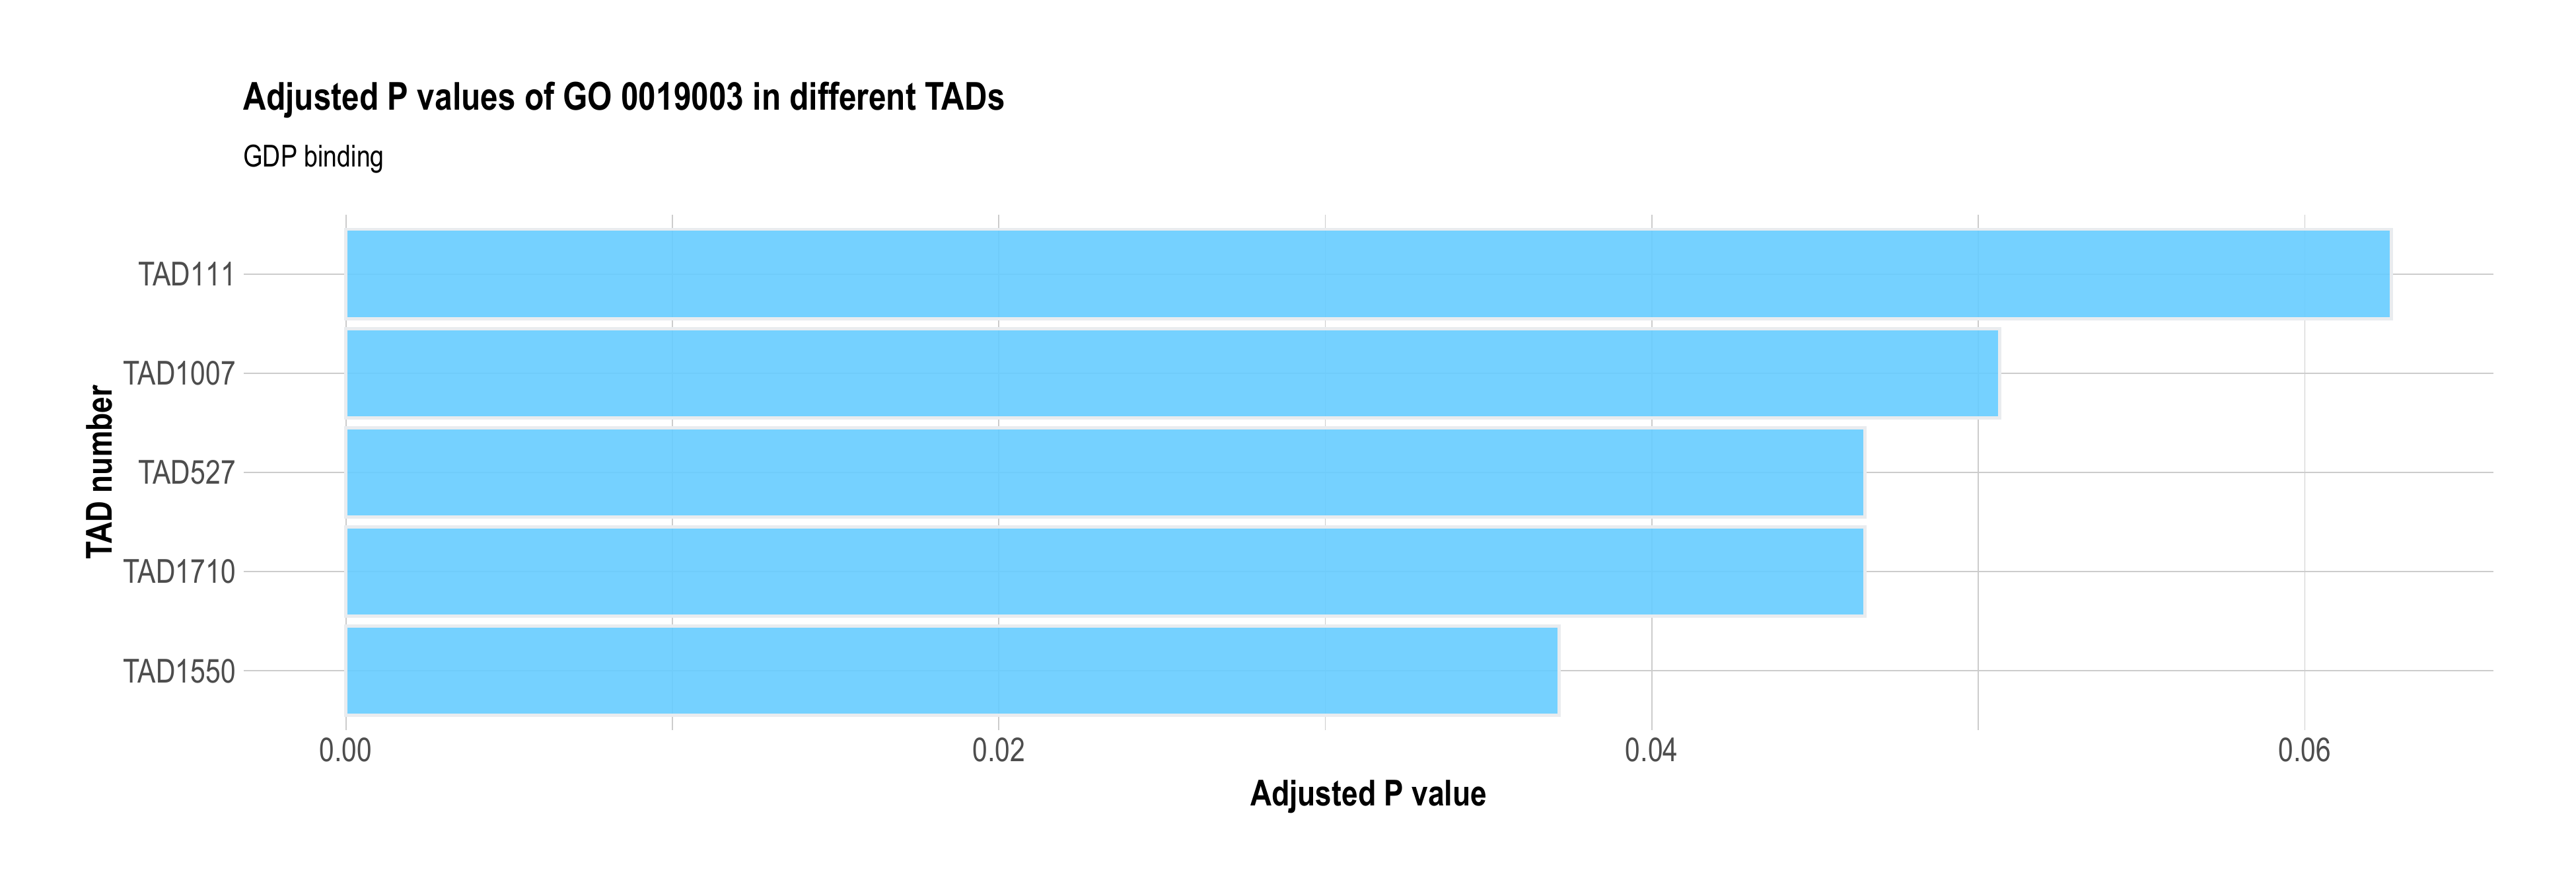 Adjusted P values of GO 0019003 in different TADs
GDP binding
TAD number
TAD111
TAD1007
TAD527
TAD1710
TAD1550
0.00 0.02 0.04 0.06
Adjusted P value